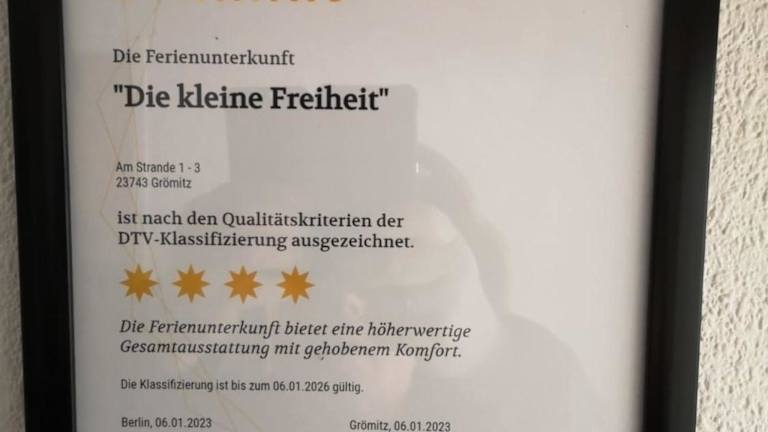 Die Ferienunterkunft
"Die kleine Freiheit"
Am Strande 1 - 3
23743 Grömitz
ist nach den Qualitätskriterien der
DTV-Klassifizierung ausgezeichnet.
Die Ferienunterkunft bietet eine höherwertige
Gesamtausstattung mit gehobenem Komfort.
Die Klassifizierung ist bis zum 06.01.2026 gültig.
Berlin, 06.01.2023 Grömitz, 06.01.2023